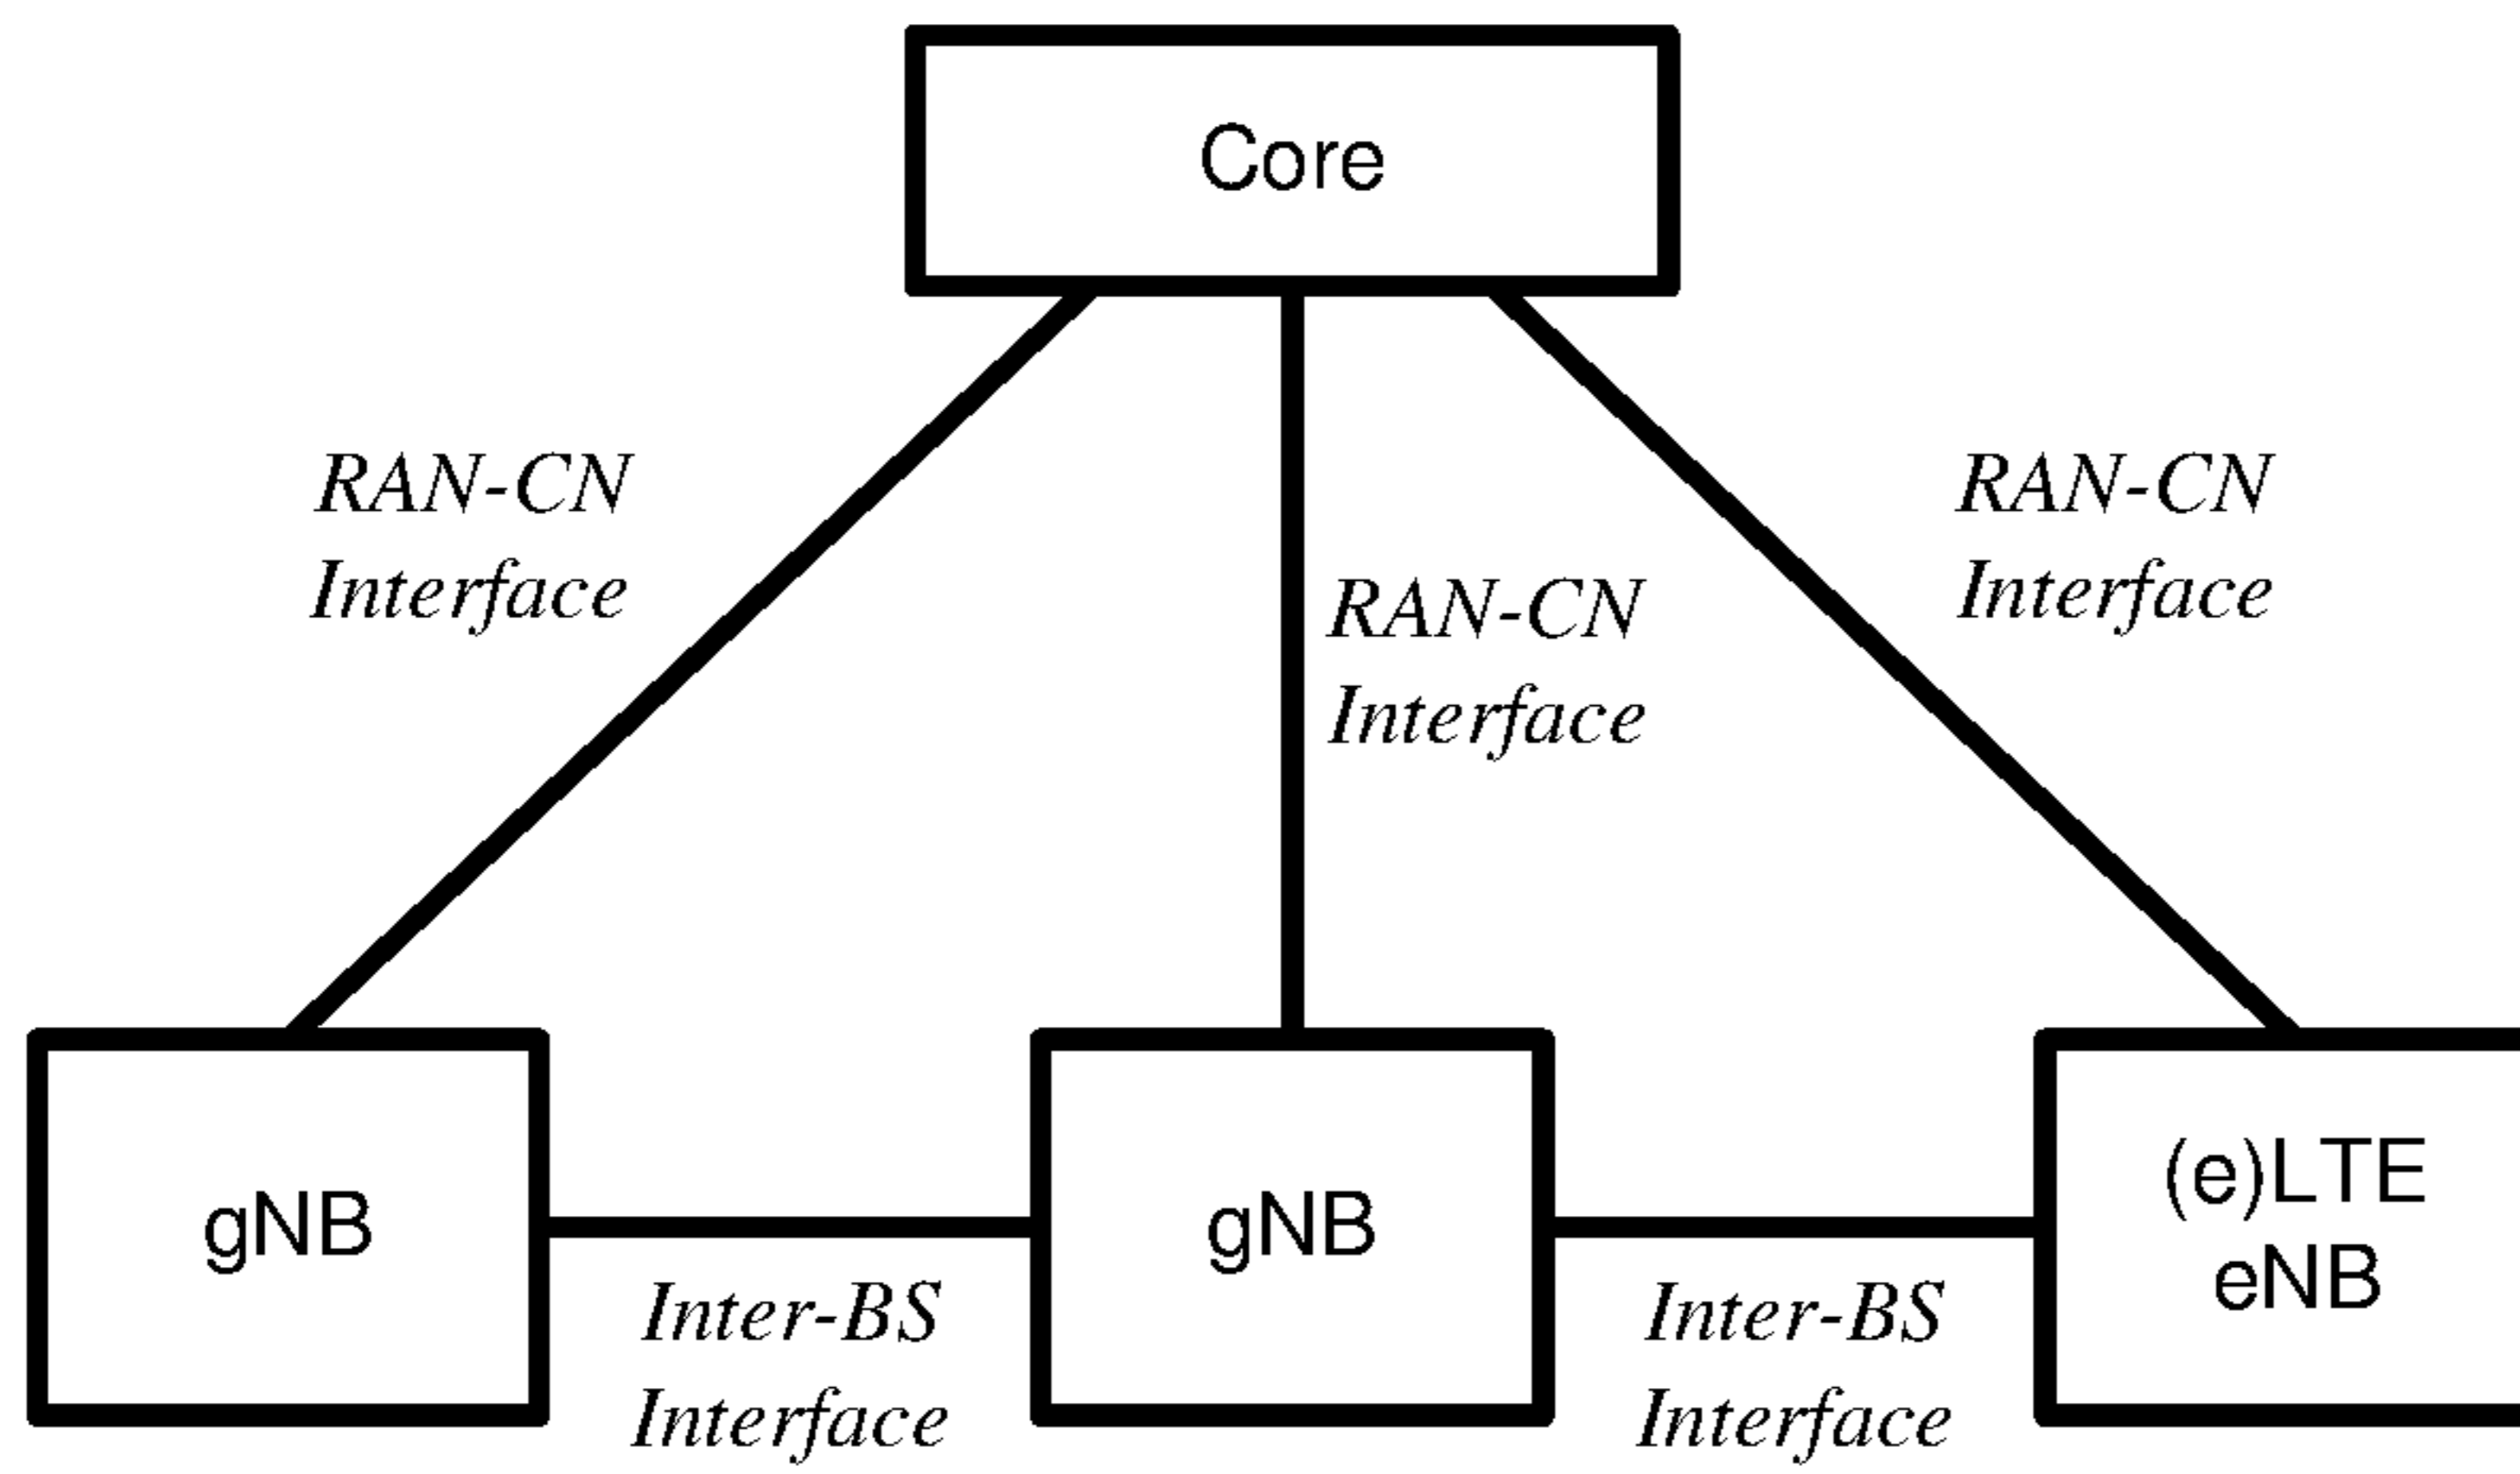 Core
RAN-CN
Interface
RAN-CN
Interface
RAN-CN
Interface
gNB
gNB
(e)LTE
eNB
Inter-BS
Interface
Inter-BS
Interface